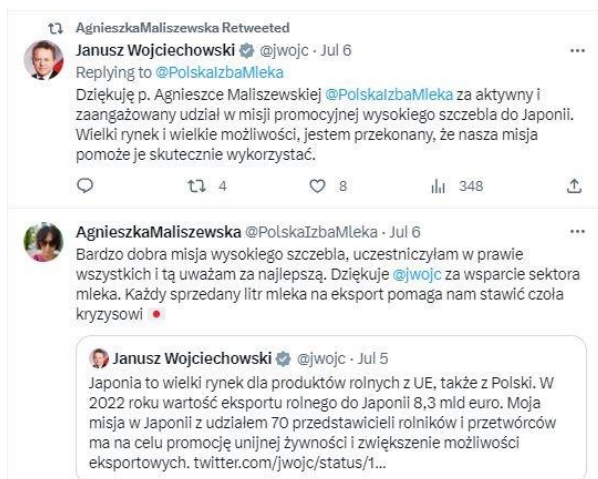 AgnieszkaMaliszewska Retweeted
Janusz Wojciechowski @jwojc · Jul 6
Replying to @PolskaIzbaMleka
Dziękuję p. Agnieszce Maliszewskiej @PolskaIzbaMleka za aktywny i
zaangażowany udział w misji promocyjnej wysokiego szczebla do Japonii.
Wielki rynek i wielkie możliwości, jestem przekonany, że nasza misja
pomoże je skutecznie wykorzystać.
4 8 348
AgnieszkaMaliszewska @PolskaIzbaMleka · Jul 6
Bardzo dobra misja wysokiego szczebla, uczestniczyłam w prawie
wszystkich i tą uważam za najlepszą. Dziękuje @jwojc za wsparcie sektora
mleka. Każdy sprzedany litr mleka na eksport pomaga nam stawić czoła
kryzysowi 🇯🇵
Janusz Wojciechowski @jwojc · Jul 5
Japonia to wielki rynek dla produktów rolnych z UE, także z Polski. W
2022 roku wartość eksportu rolnego do Japonii 8,3 mld euro. Moja
misja w Japonii z udziałem 70 przedstawicieli rolników i przetwórców
ma na celu promocję unijnej żywności i zwiększenie możliwości
eksportowych. twitter.com/jwojc/status/1...